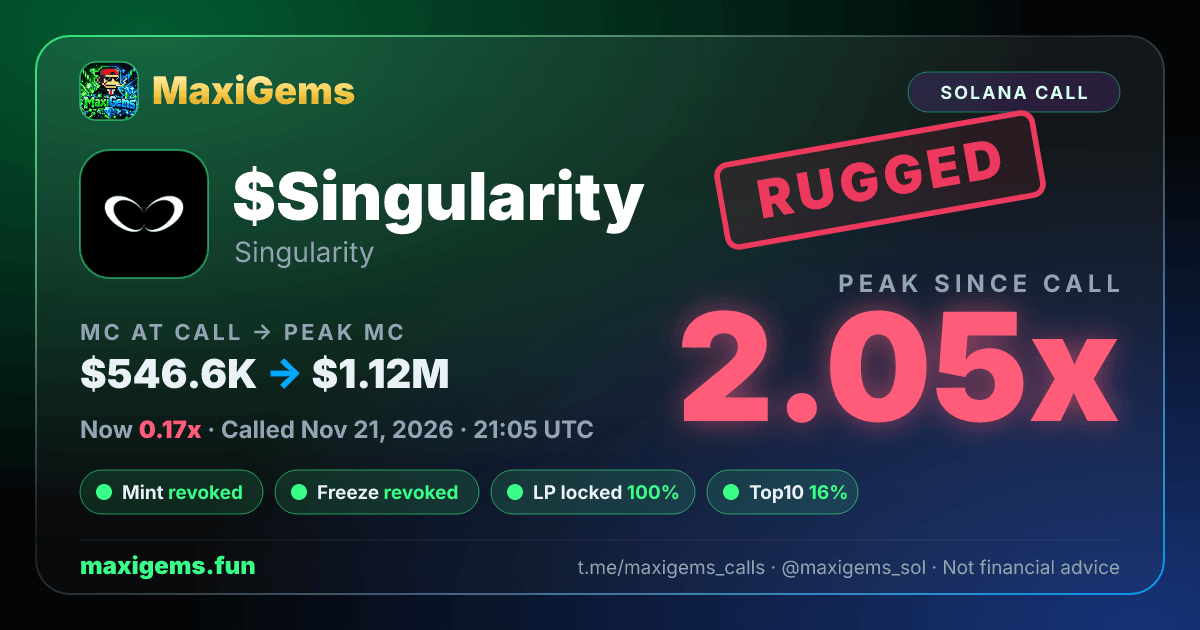 MaxiGems
MaxiGems
SOLANA CALL
RUGGED
$Singularity
Singularity
PEAK SINCE CALL
2.05x
MC AT CALL → PEAK MC
$546.6K → $1.12M
Now 0.17x · Called Nov 21, 2026 · 21:05 UTC
Mint revoked
Freeze revoked
LP locked 100%
Top10 16%
maxigems.fun
t.me/maxigems_calls · @maxigems_sol · Not financial advice